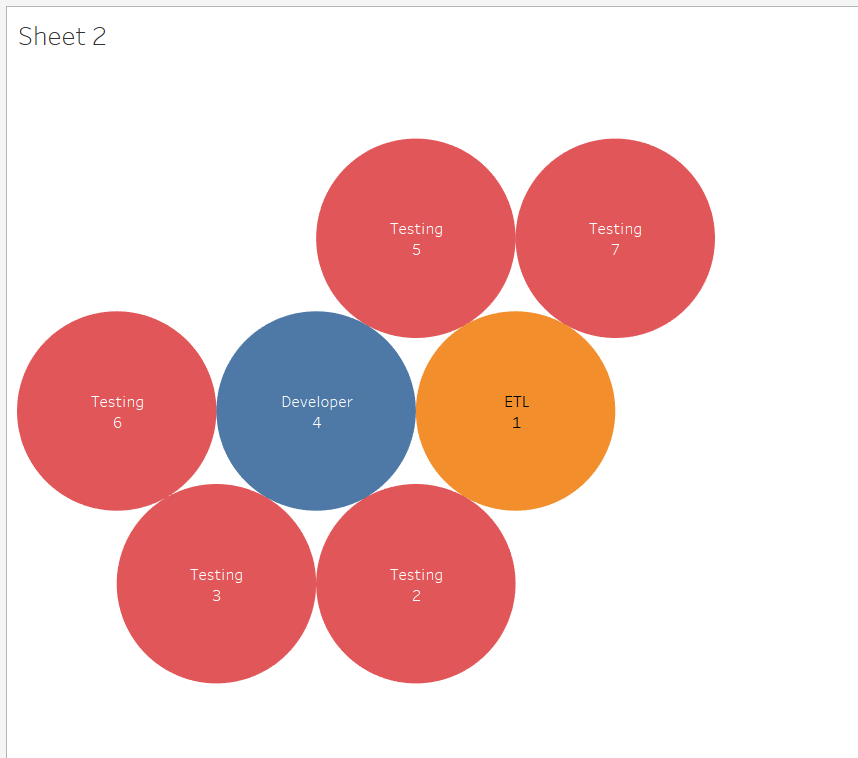 Sheet 2
Testing
5
Testing
7
Testing
6
Developer
4
ETL
1
Testing
3
Testing
2